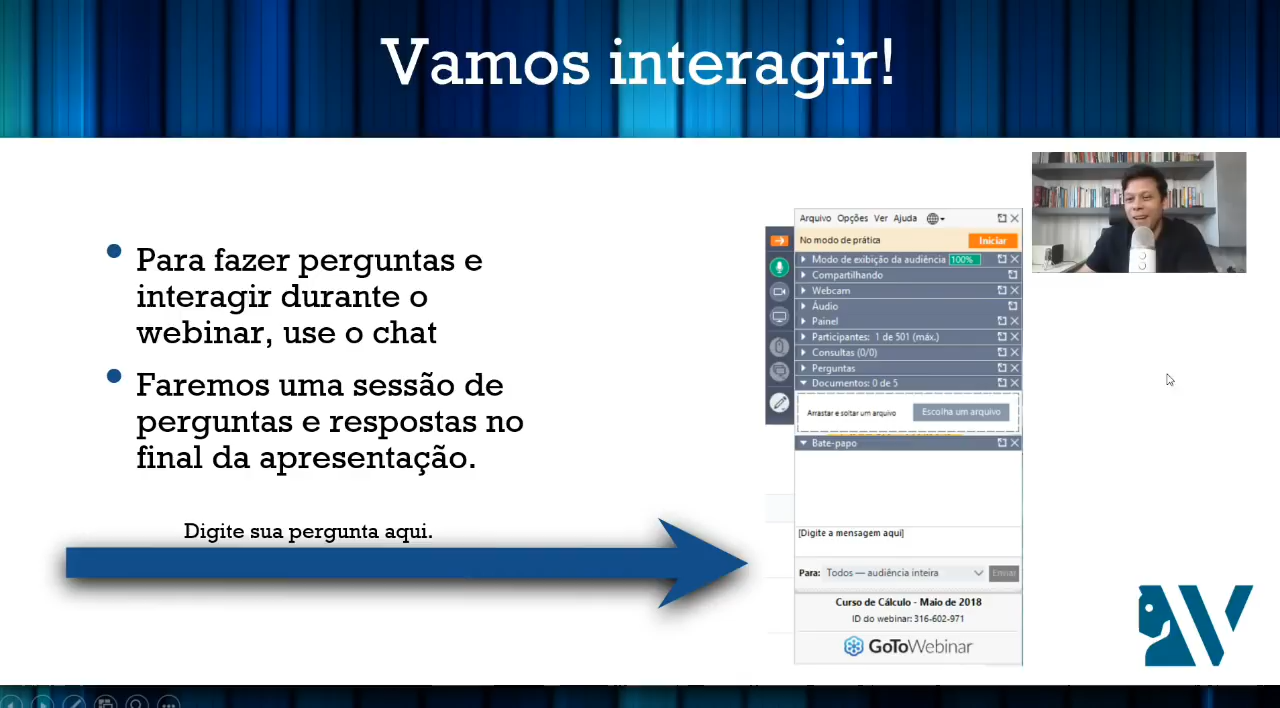 Vamos interagir!
Para fazer perguntas e
interagir durante o
webinar, use o chat
Faremos uma sessão de
perguntas e respostas no
final da apresentação.
Digite sua pergunta aqui.
Arquivo Opções Ver Ajuda
No modo de prática Iniciar
Modo de exibição da audiência 100%
Compartilhando
Webcam
Áudio
Painel
Participantes: 1 de 501 (máx.)
Consultas (0/0)
Perguntas
Documentos: 0 de 5
Arrastar e soltar um arquivo Escolha um arquivo
Bate-papo
[Digite a mensagem aqui]
Para: Todos — audiência inteira Enviar
Curso de Cálculo - Maio de 2018
ID do webinar: 316-602-971
GoToWebinar
AV